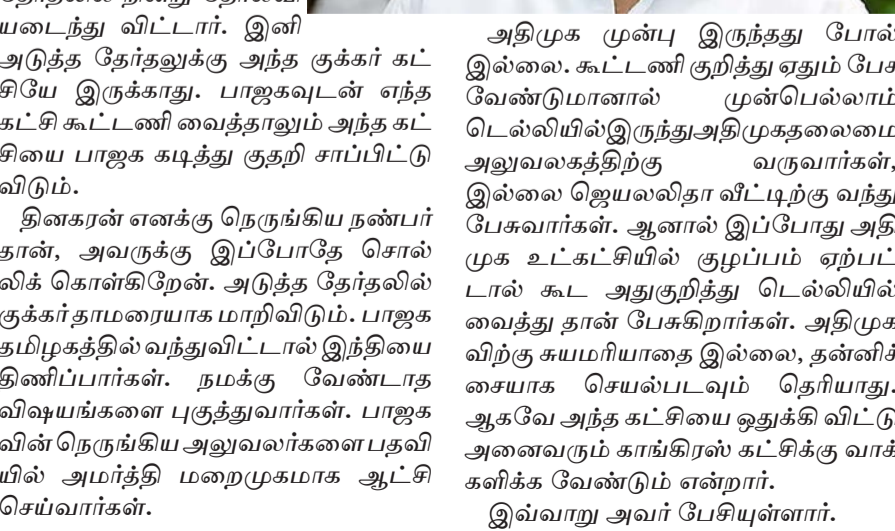 யடைந்து விட்டார். இனி
அடுத்த தேர்தலுக்கு அந்த குக்கர் கட்
சியே இருக்காது. பாஜகவுடன் எந்த
கட்சி கூட்டணி வைத்தாலும் அந்த கட்
சியை பாஜக கடித்து குதறி சாப்பிட்டு
விடும்.
தினகரன் எனக்கு நெருங்கிய நண்பர்
தான், அவருக்கு இப்போதே சொல்
லிக் கொள்கிறேன். அடுத்த தேர்தலில்
குக்கர் தாமரையாக மாறிவிடும். பாஜக
தமிழகத்தில் வந்துவிட்டால் இந்தியை
திணிப்பார்கள். நமக்கு வேண்டாத
விஷயங்களை புகுத்துவார்கள். பாஜக
வின் நெருங்கிய அலுவலர்களை பதவி
யில் அமர்த்தி மறைமுகமாக ஆட்சி
செய்வார்கள்.
அதிமுக முன்பு இருந்தது போல்
இல்லை. கூட்டணி குறித்து ஏதும் பேச
வேண்டுமானால் முன்பெல்லாம்
டெல்லியில்இருந்துஅதிமுகதலைமை
அலுவலகத்திற்கு வருவார்கள்,
இல்லை ஜெயலலிதா வீட்டிற்கு வந்து
பேசுவார்கள். ஆனால் இப்போது அதி
முக உட்கட்சியில் குழப்பம் ஏற்பட்
டால் கூட அதுகுறித்து டெல்லியில்
வைத்து தான் பேசுகிறார்கள். அதிமுக
விற்கு சுயமரியாதை இல்லை, தன்னிச்
சையாக செயல்படவும் தெரியாது.
ஆகவே அந்த கட்சியை ஒதுக்கி விட்டு
அனைவரும் காங்கிரஸ் கட்சிக்கு வாக்
களிக்க வேண்டும் என்றார்.
இவ்வாறு அவர் பேசியுள்ளார்.